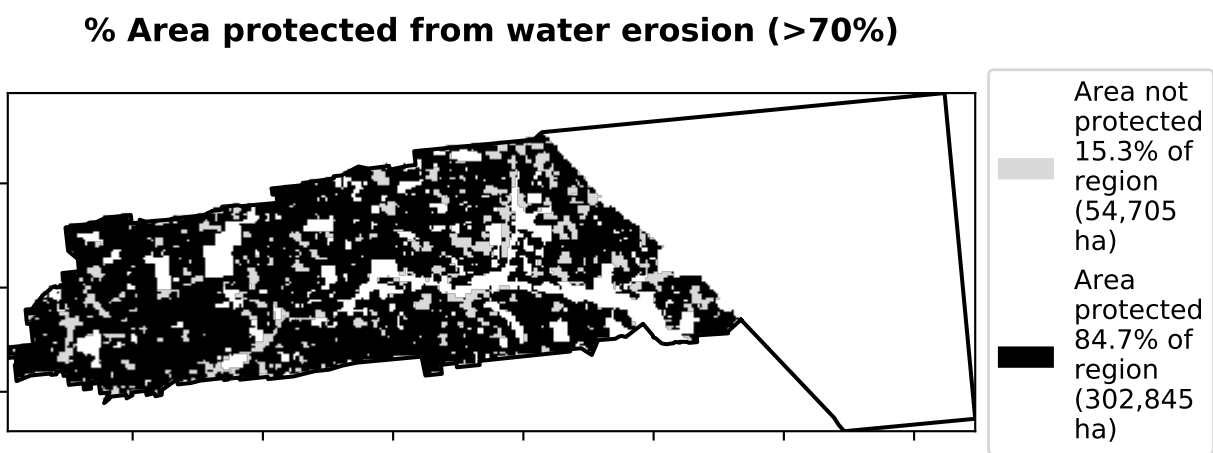 % Area protected from water erosion (>70%)
Area not
protected
15.3% of
region
(54,705
ha)
Area
protected
84.7% of
region
(302,845
ha)